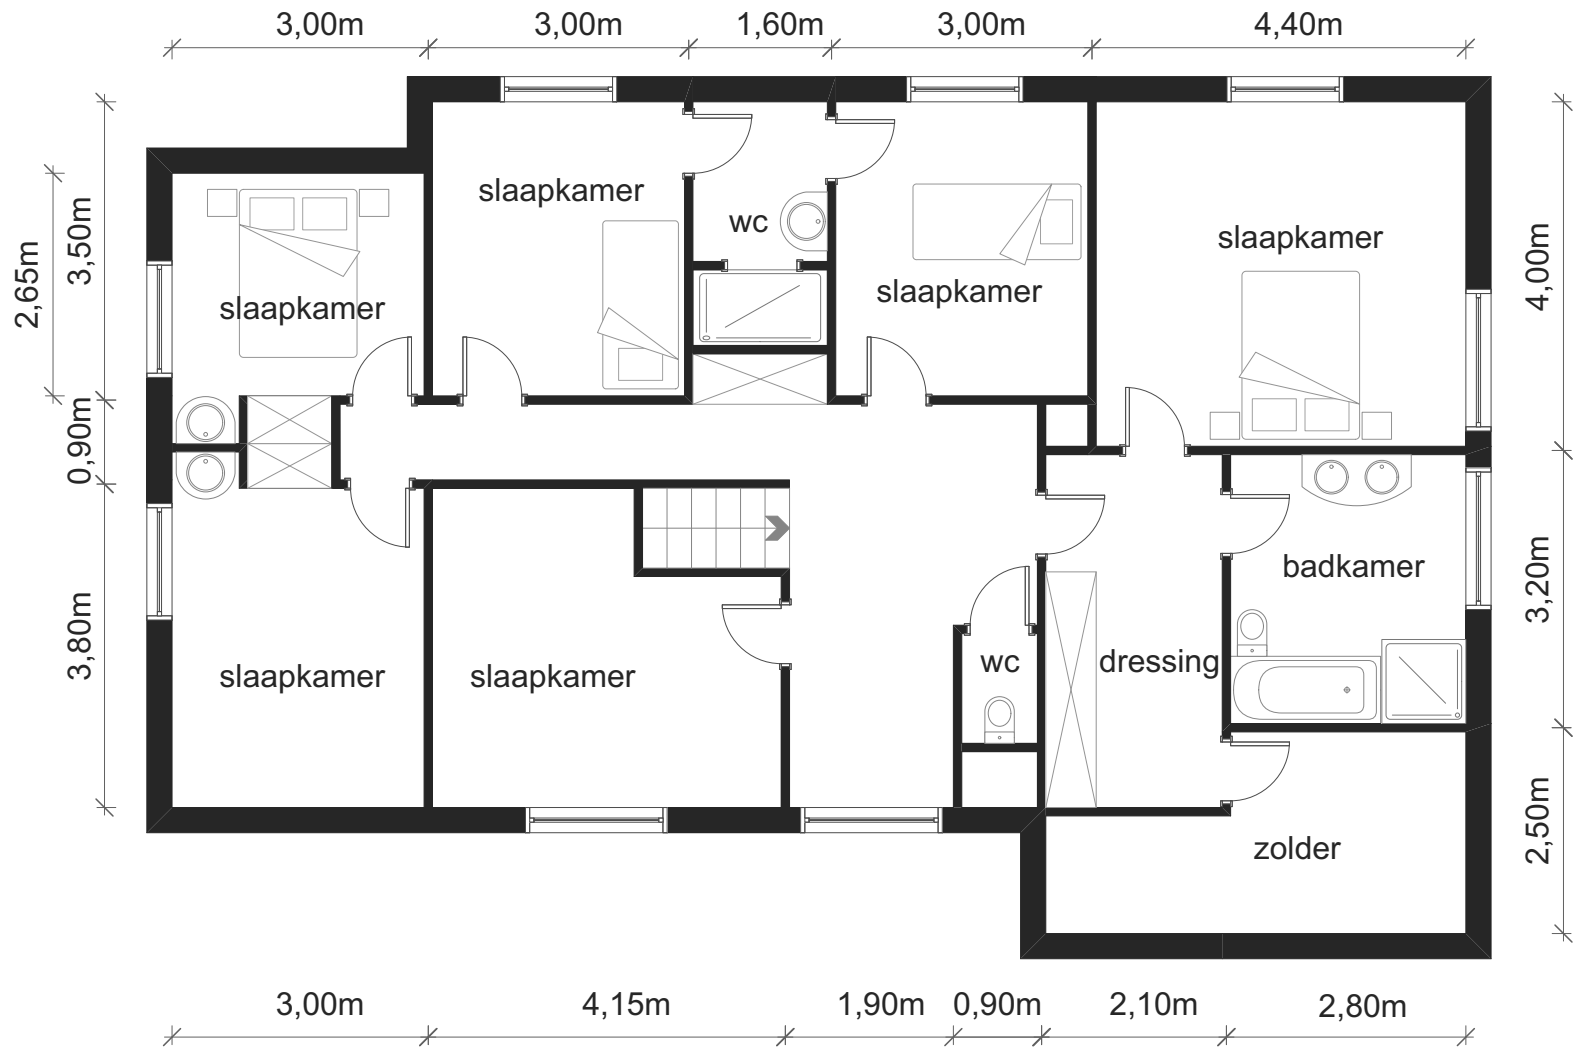 3,00m 3,00m 1,60m 3,00m 4,40m
slaapkamer
wc
slaapkamer
3,50m
4,00m
2,65m
slaapkamer
slaapkamer
0,90m
badkamer
3,20m
3,80m
slaapkamer
slaapkamer
wc
dressing
zolder
2,50m
3,00m 4,15m 1,90m 0,90m 2,10m 2,80m